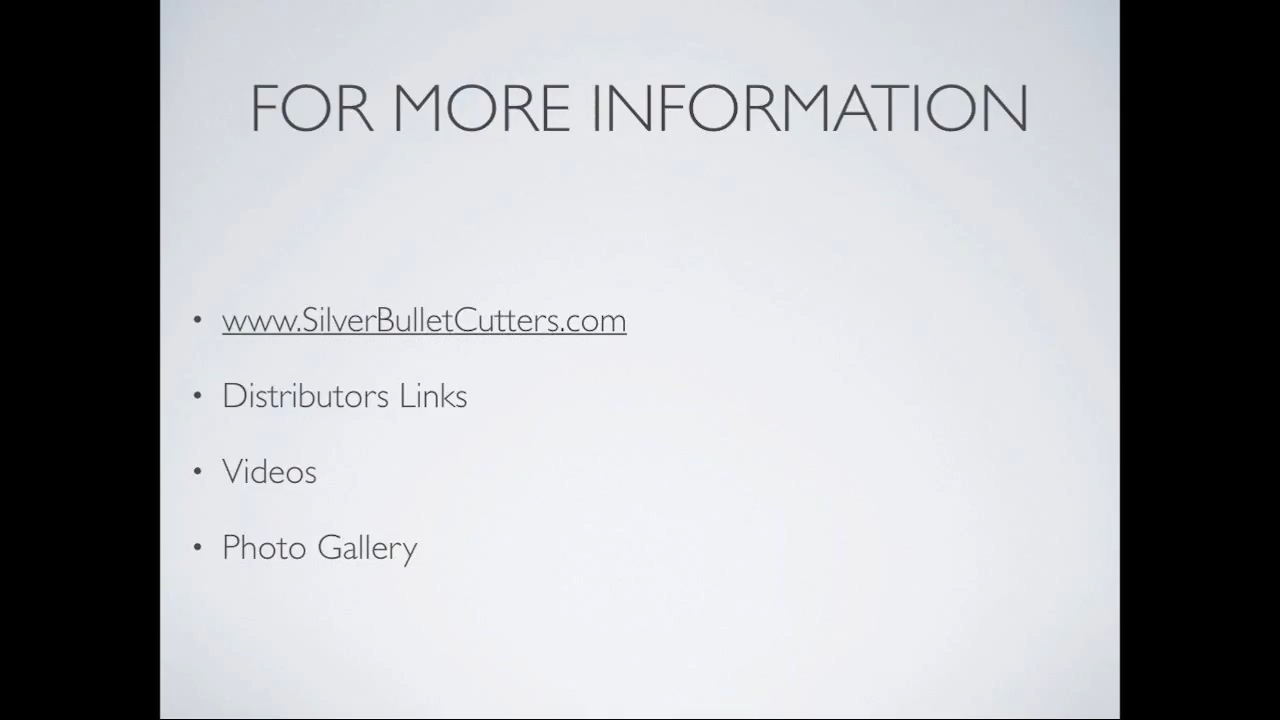 FOR MORE INFORMATION
• www.SilverBulletCutters.com
• Distributors Links
• Videos
• Photo Gallery